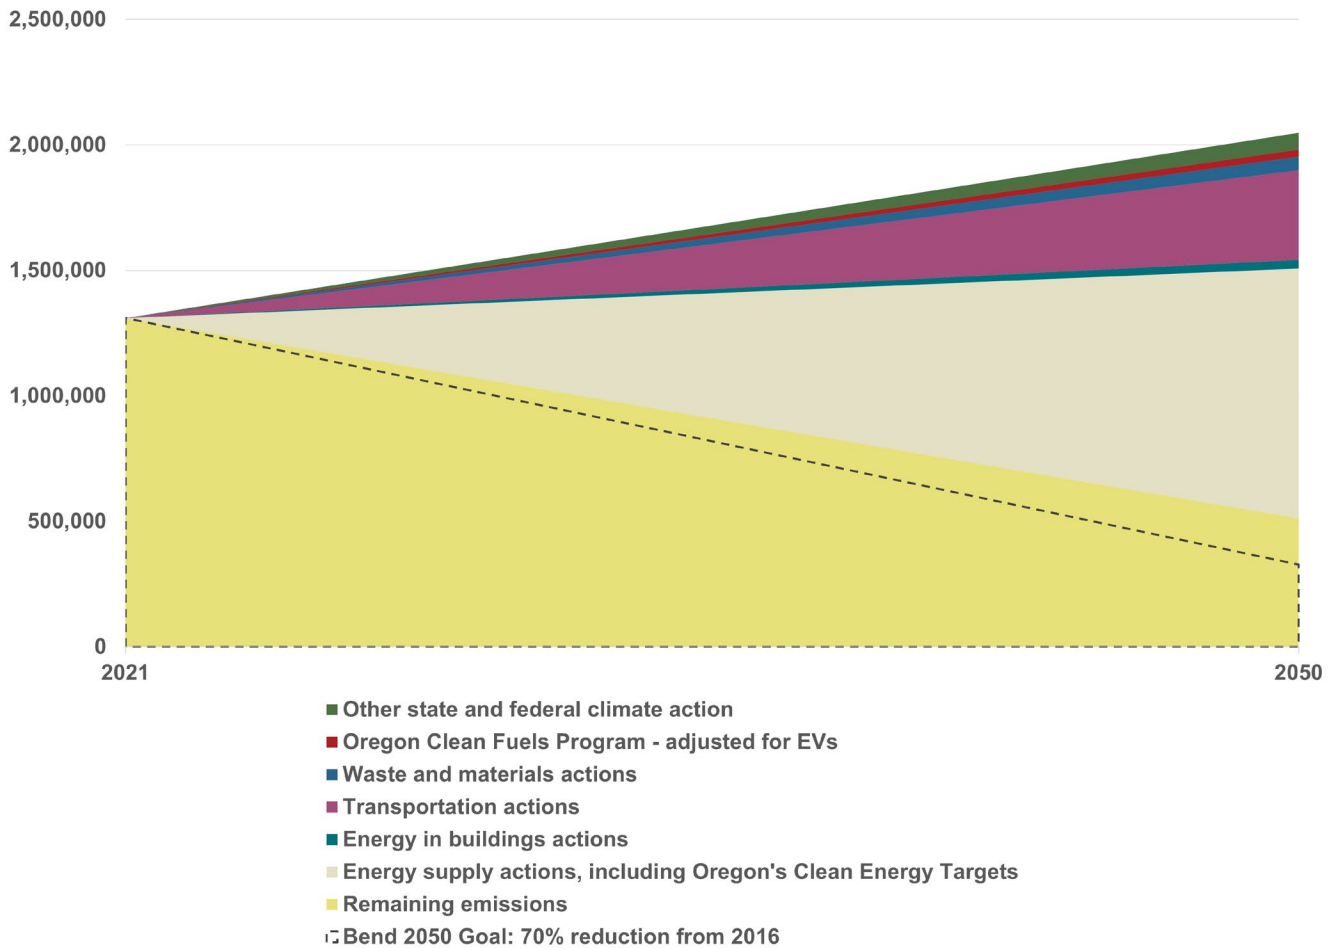 2,500,000
2,000,000
1,500,000
1,000,000
500,000
0
2021 2050
Other state and federal climate action
Oregon Clean Fuels Program - adjusted for EVs
Waste and materials actions
Transportation actions
Energy in buildings actions
Energy supply actions, including Oregon's Clean Energy Targets
Remaining emissions
Bend 2050 Goal: 70% reduction from 2016